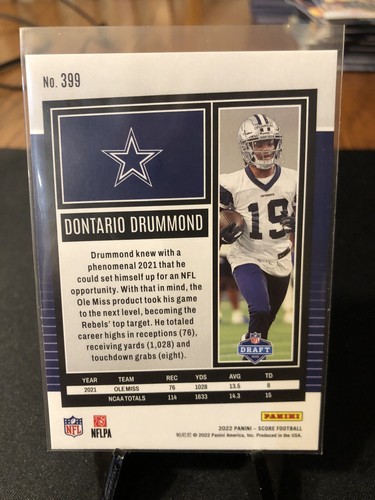 No. 399
DONTARIO DRUMMOND
Drummond knew with a
phenomenal 2021 that he
could set himself up for an NFL
opportunity. With that in mind, the
Ole Miss product took his game
to the next level, becoming the
Rebels' top target. He totaled
career highs in receptions (76),
receiving yards (1,028) and
touchdown grabs (eight).
19
DRAFT
YEAR TEAM REC YDS AVG TD
2021 OLE MISS 76 1028 13.5 8
NCAA TOTALS 114 1633 14.3 15
NFL NFLPA
PANINI
2022 PANINI – SCORE FOOTBALL
© 2022 Panini America, Inc. Produced in the USA.